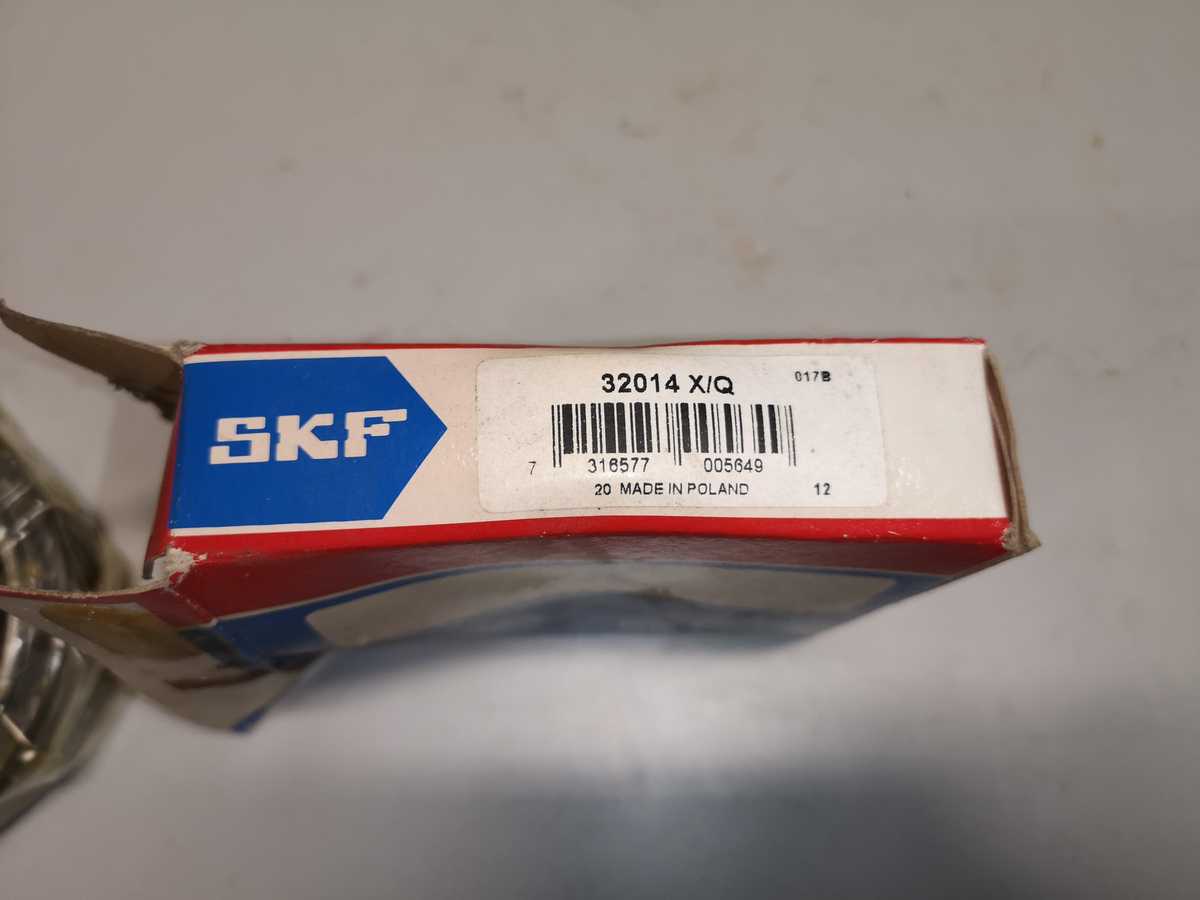 SKF
32014 X/Q
017B
7 316577 005649
20 MADE IN POLAND 12